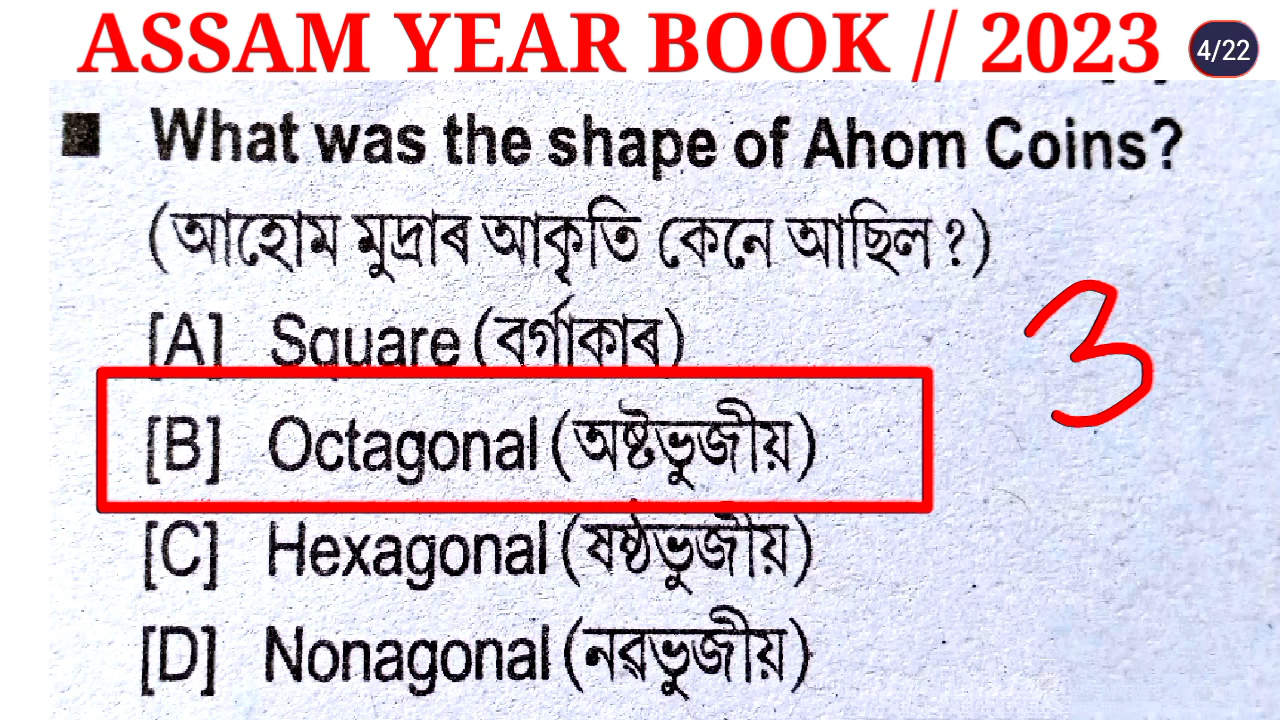 ASSAM YEAR BOOK // 2023
4/22
What was the shape of Ahom Coins?
(আহোম মুদ্ৰাৰ আকৃতি কেনে আছিল ?)
[A] Square (বৰ্গাকাৰ)
3
[B] Octagonal (অষ্টভুজীয়)
[C] Hexagonal (ষষ্ঠভুজীয়)
[D] Nonagonal (নৱভুজীয়)